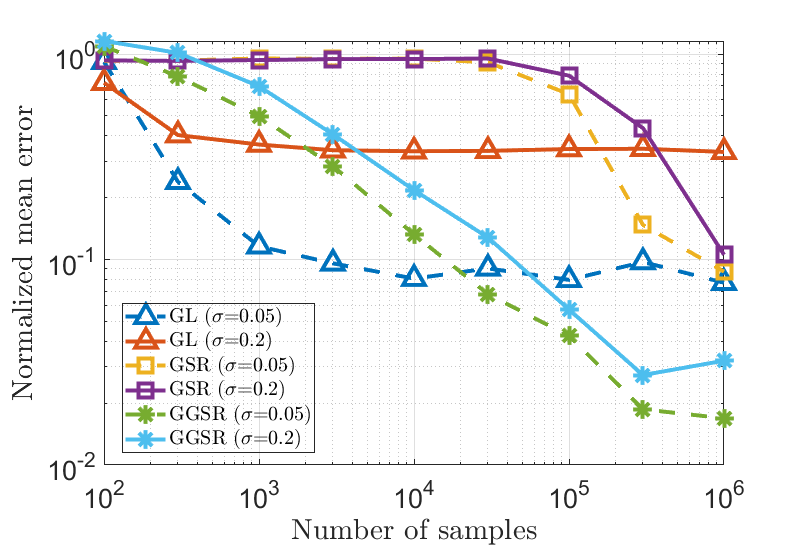 Normalized mean error
10^0
10^-1
10^-2
GL (σ=0.05)
GL (σ=0.2)
GSR (σ=0.05)
GSR (σ=0.2)
GGSR (σ=0.05)
GGSR (σ=0.2)
10^2 10^3 10^4 10^5 10^6
Number of samples